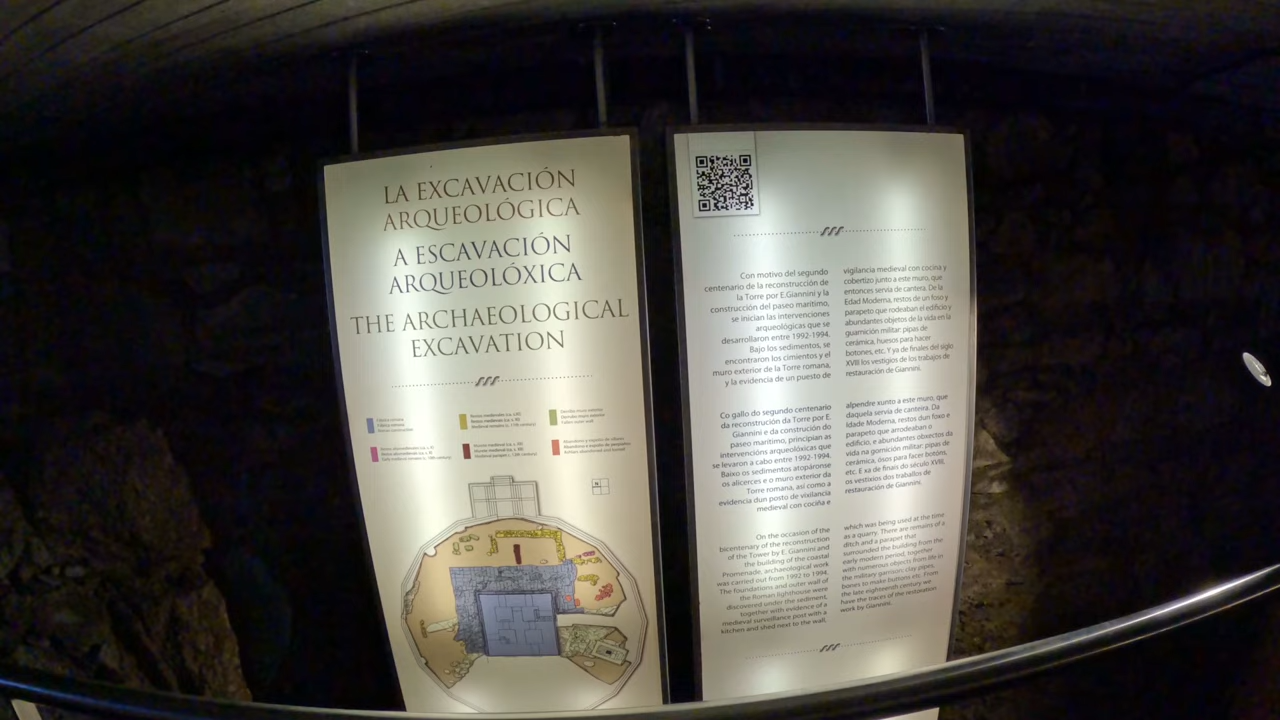 LA EXCAVACIÓN
ARQUEOLÓGICA
A ESCAVACIÓN
ARQUEOLÓXICA
THE ARCHAEOLOGICAL
EXCAVATION
N
Con motivo del segundo
centenario de la reconstrucción de
la Torre por E.Giannini y la
construcción del paseo marítimo,
se inician las intervenciones
arqueológicas que se
desarrollaron entre 1992-1994.
Bajo los sedimentos, se
encontraron los cimientos y el
muro exterior de la Torre romana,
y la evidencia de un puesto de
vigilancia medieval con cocina y
cobertizo junto a este muro, que
entonces servía de cantera. De la
Edad Moderna, restos de un foso y
parapeto que rodeaban el edificio y
abundantes objetos de la vida en la
guarnición militar: pipas de
cerámica, huesos para hacer
botones, etc. Y ya de finales del siglo
XVIII los vestigios de los trabajos de
restauración de Giannini.
Co gallo do segundo centenario
da reconstrución da Torre por E.
Giannini e da construción do
paseo marítimo, principian as
intervencións arqueolóxicas que
se levaron a cabo entre 1992-1994.
Baixo os sedimentos atopáronse
os alicerces e o muro exterior da
Torre romana, así como a
evidencia dun posto de vixilancia
medieval con cociña e
alpendre xunto a este muro, que
daquela servía de canteira. Da
Idade Moderna, restos dun foxo e
parapeto que arrodeaban o
edificio, e abundantes obxectos da
vida na gornición militar: pipas de
cerámica, ósos para facer botóns,
etc. E xa de finais do século XVIII,
os vestixios dos traballos de
restauración de Giannini.
On the occasion of the
bicentenary of the reconstruction
of the Tower by E. Giannini and
the building of the coastal
Promenade, archaeological work
was carried out from 1992 to 1994.
The foundations and outer wall of
the Roman lighthouse were
discovered under the sediment,
together with evidence of a
medieval surveillance post with a
kitchen and shed next to the wall,
which was being used at the time
as a quarry. There are remains of a
ditch and a parapet that
surrounded the building from the
early modern period, together
with numerous objects from life in
the military garrison: clay pipes,
bones to make buttons etc. From
the late eighteenth century we
have the traces of the restoration
work by Giannini.